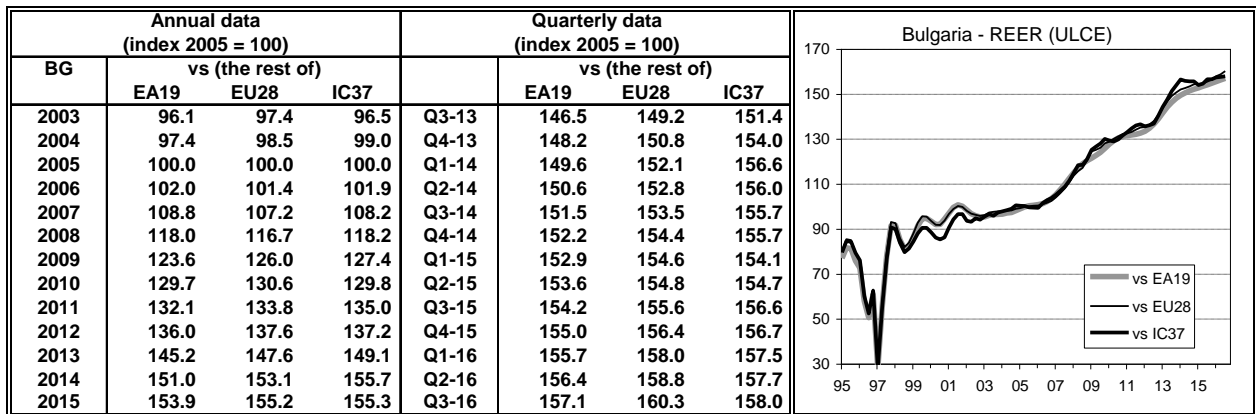 Annual data Quarterly data
(index 2005 = 100) (index 2005 = 100)
BG vs (the rest of) vs (the rest of)
EA19 EU28 IC37 EA19 EU28 IC37
2003 96.1 97.4 96.5 Q3-13 146.5 149.2 151.4
2004 97.4 98.5 99.0 Q4-13 148.2 150.8 154.0
2005 100.0 100.0 100.0 Q1-14 149.6 152.1 156.6
2006 102.0 101.4 101.9 Q2-14 150.6 152.8 156.0
2007 108.8 107.2 108.2 Q3-14 151.5 153.5 155.7
2008 118.0 116.7 118.2 Q4-14 152.2 154.4 155.7
2009 123.6 126.0 127.4 Q1-15 152.9 154.6 154.1
2010 129.7 130.6 129.8 Q2-15 153.6 154.8 154.7
2011 132.1 133.8 135.0 Q3-15 154.2 155.6 156.6
2012 136.0 137.6 137.2 Q4-15 155.0 156.4 156.7
2013 145.2 147.6 149.1 Q1-16 155.7 158.0 157.5
2014 151.0 153.1 155.7 Q2-16 156.4 158.8 157.7
2015 153.9 155.2 155.3 Q3-16 157.1 160.3 158.0
Bulgaria - REER (ULCE)
170
150
130
110
90
70
50
30
vs EA19
vs EU28
vs IC37
95 97 99 01 03 05 07 09 11 13 15